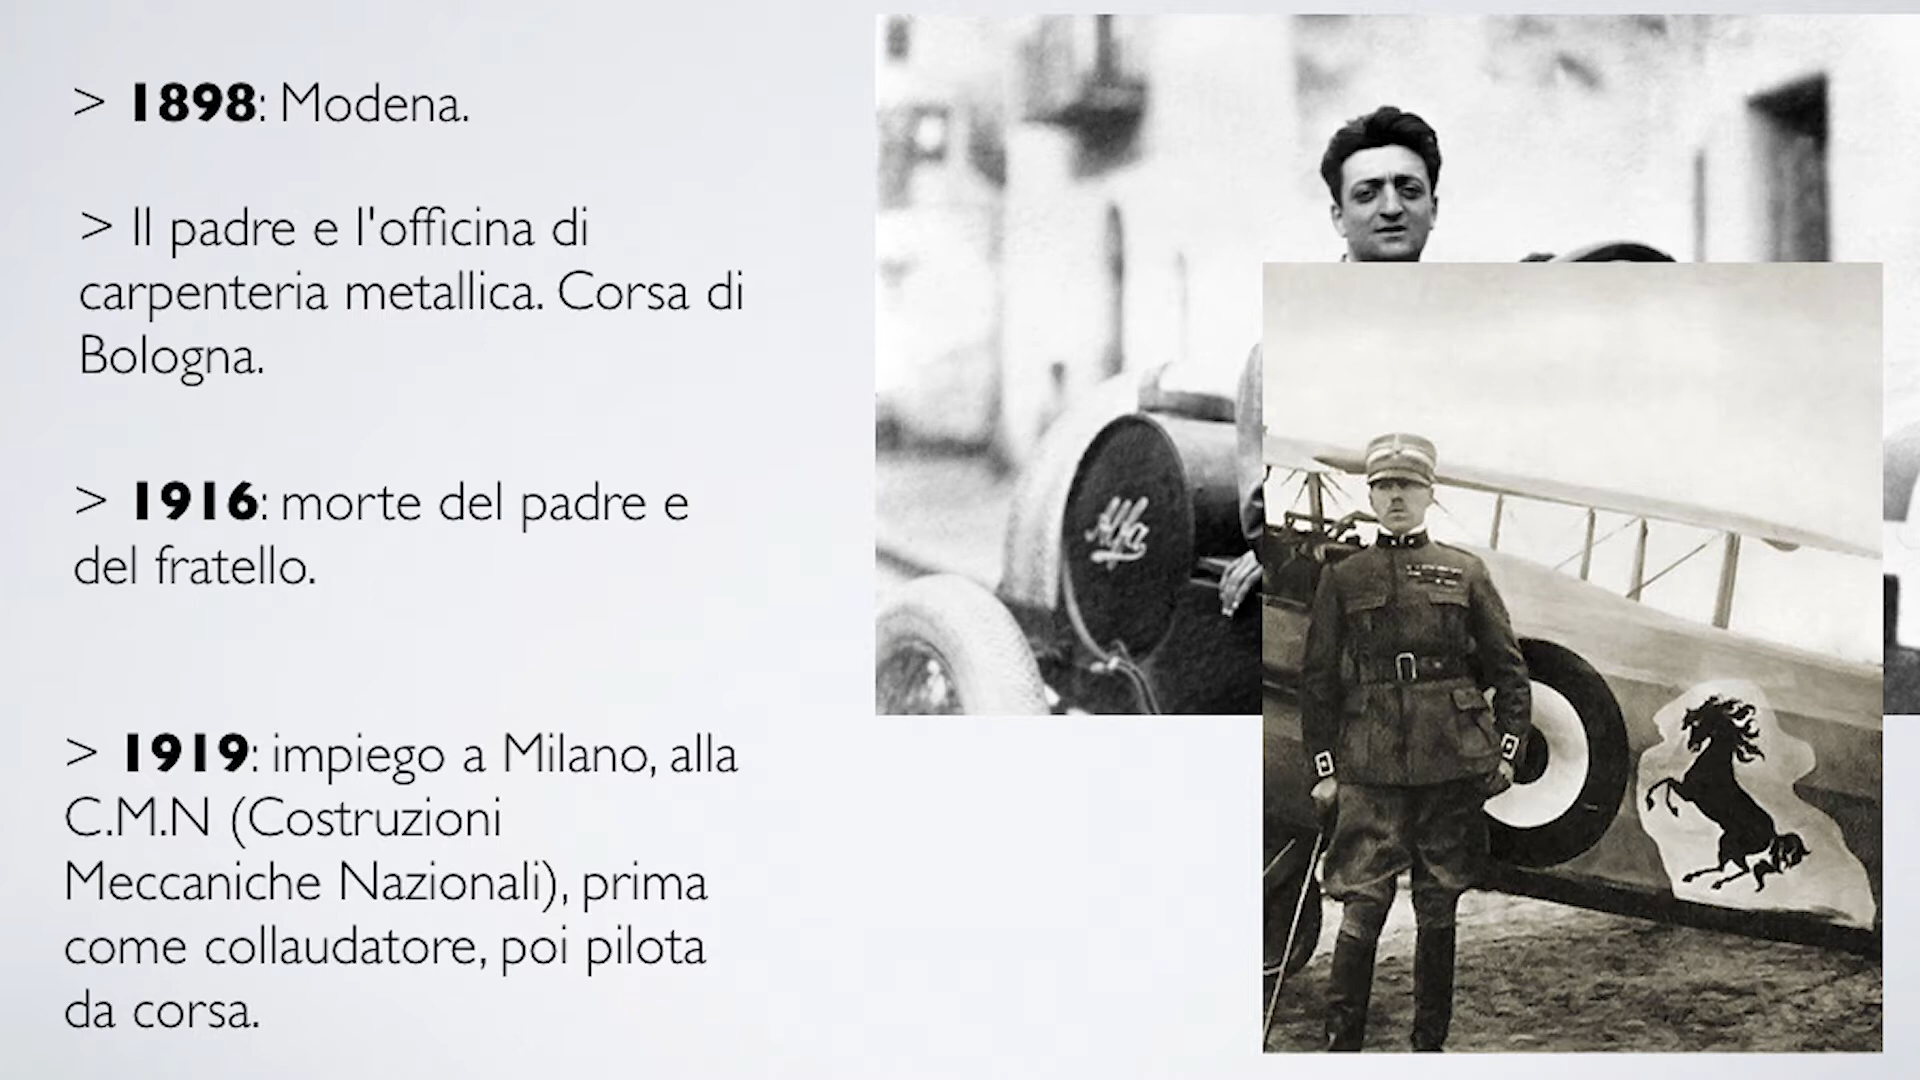 > 1898: Modena.
> Il padre e l'officina di
carpenteria metallica. Corsa di
Bologna.
> 1916: morte del padre e
del fratello.
> 1919: impiego a Milano, alla
C.M.N (Costruzioni
Meccaniche Nazionali), prima
come collaudatore, poi pilota
da corsa.
Alfa